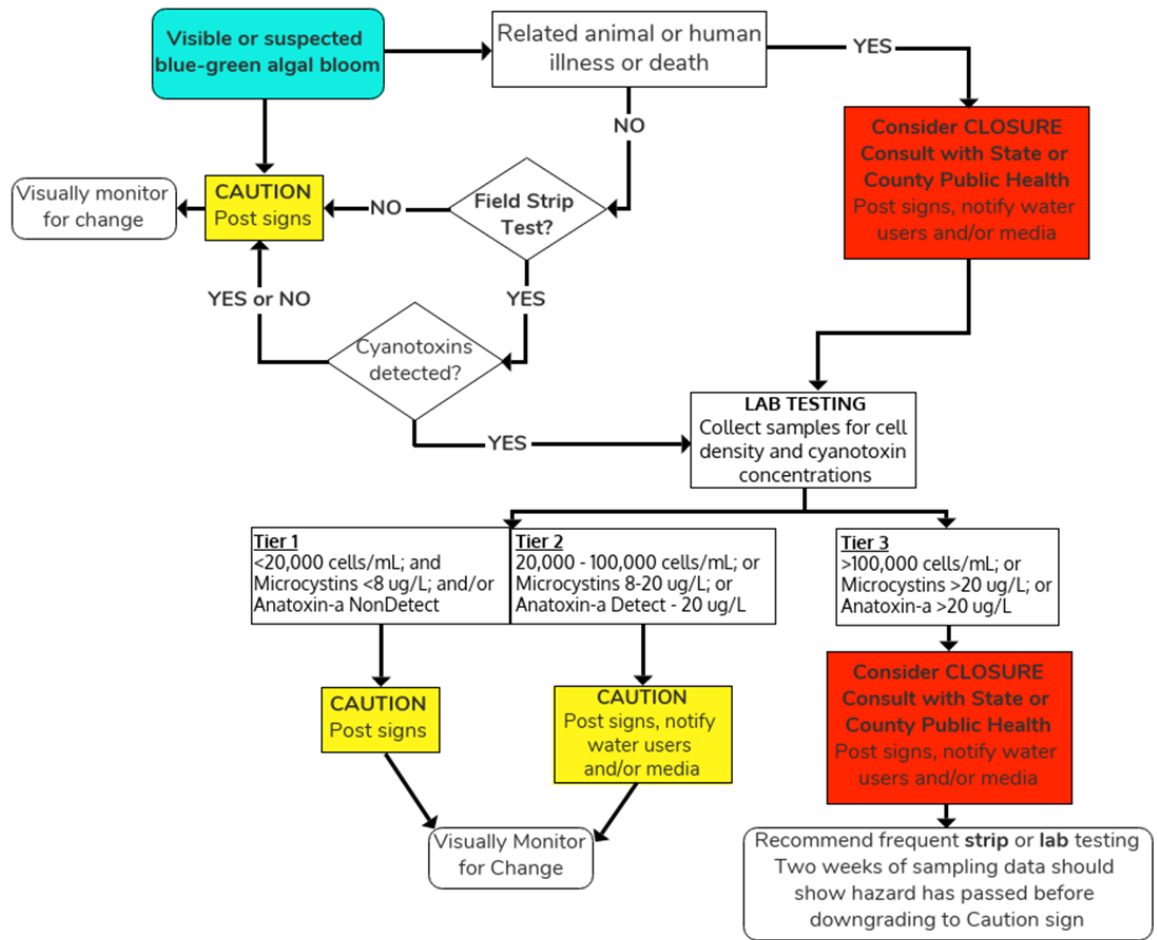 Visible or suspected
blue-green algal bloom
Related animal or human
illness or death
YES
NO
Consider CLOSURE
Consult with State or
County Public Health
Post signs, notify water
users and/or media
Visually monitor
for change
CAUTION
Post signs
NO
Field Strip
Test?
YES or NO
YES
Cyanotoxins
detected?
YES
LAB TESTING
Collect samples for cell
density and cyanotoxin
concentrations
Tier 1
<20,000 cells/mL; and
Microcystins <8 ug/L; and/or
Anatoxin-a NonDetect
Tier 2
20,000 - 100,000 cells/mL; or
Microcystins 8-20 ug/L; or
Anatoxin-a Detect - 20 ug/L
Tier 3
>100,000 cells/mL; or
Microcystins >20 ug/L; or
Anatoxin-a >20 ug/L
CAUTION
Post signs
CAUTION
Post signs, notify
water users
and/or media
Consider CLOSURE
Consult with State or
County Public Health
Post signs, notify water
users and/or media
Visually Monitor
for Change
Recommend frequent strip or lab testing
Two weeks of sampling data should
show hazard has passed before
downgrading to Caution sign